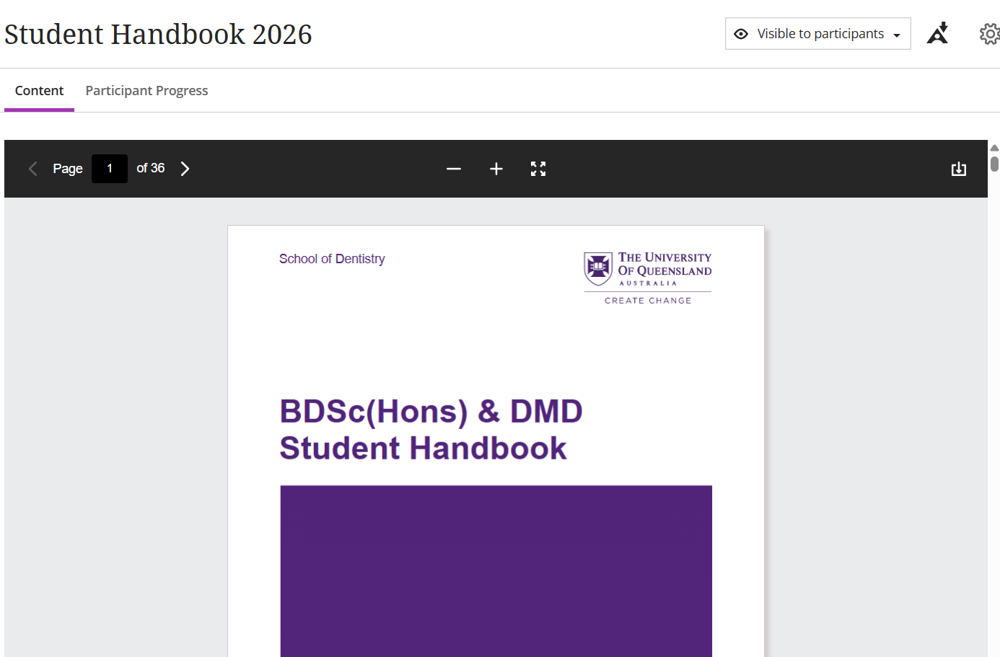 Student Handbook 2026
Visible to participants
Content
Participant Progress
Page 1 of 36
School of Dentistry
THE UNIVERSITY
OF QUEENSLAND
AUSTRALIA
CREATE CHANGE
BDSc(Hons) & DMD
Student Handbook